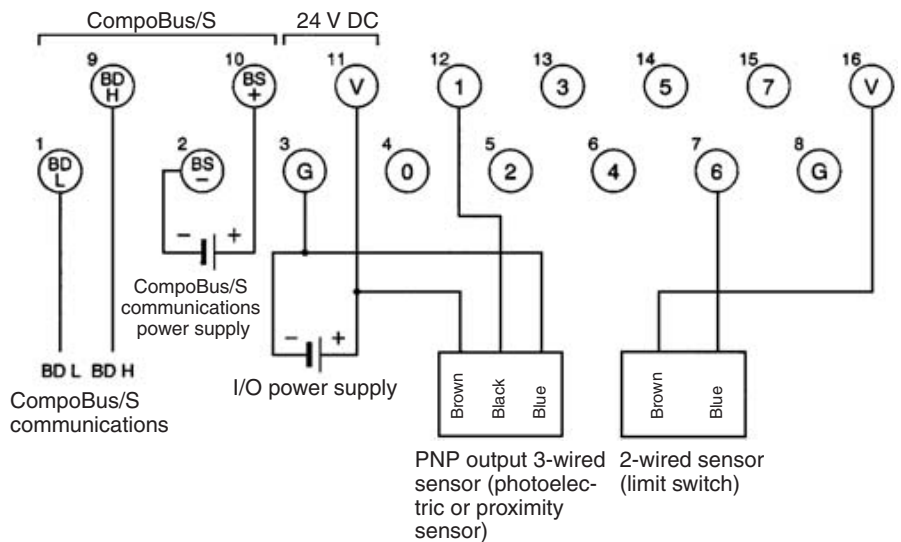 CompoBus/S 24 V DC
9 10 11 12 13 14 15 16
BD H BS + V 1 3 5 7 V
1 2 3 4 5 6 7 8
BD L BS − G 0 2 4 6 G
− +
CompoBus/S
communications
power supply
− +
BD L BD H
I/O power supply
CompoBus/S
communications
Brown Black Blue
Brown Blue
PNP output 3-wired
sensor (photoelec-
tric or proximity
sensor)
2-wired sensor
(limit switch)